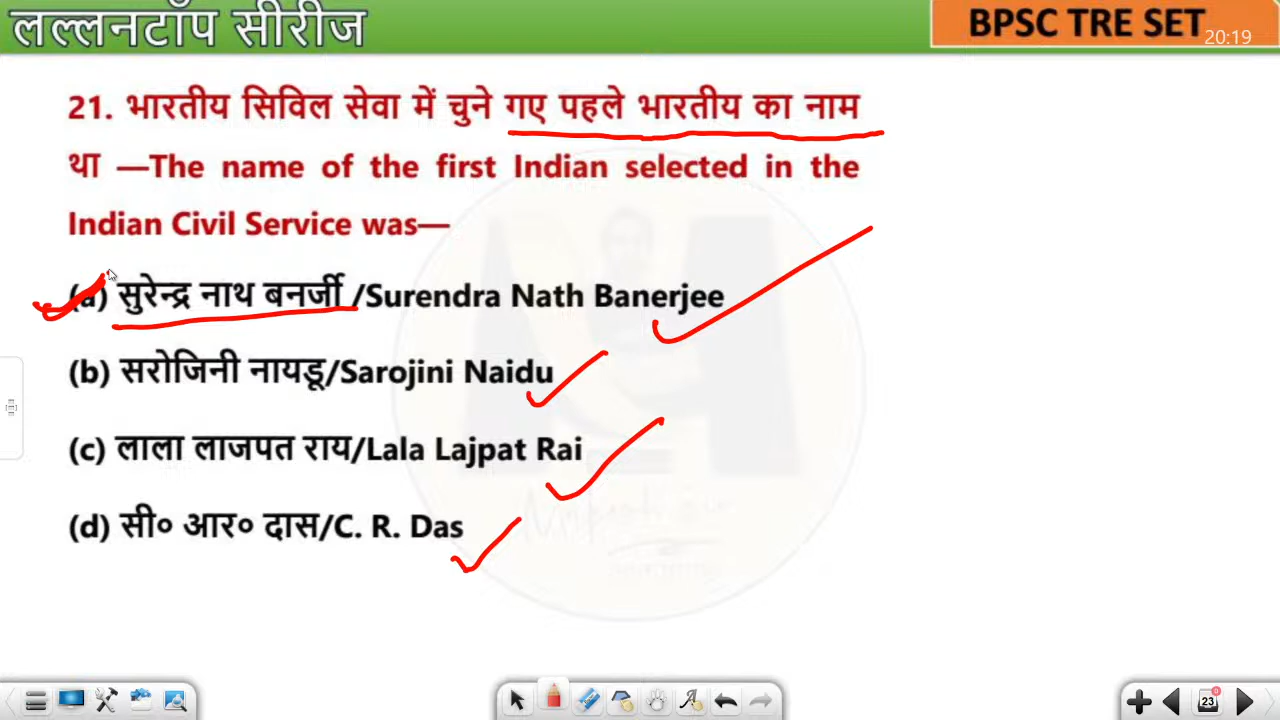 लल्लनटॉप सीरीज
BPSC TRE SET
20:19
21. भारतीय सिविल सेवा में चुने गए पहले भारतीय का नाम
था —The name of the first Indian selected in the
Indian Civil Service was—
(a) सुरेन्द्र नाथ बनर्जी /Surendra Nath Banerjee
(b) सरोजिनी नायडू/Sarojini Naidu
(c) लाला लाजपत राय/Lala Lajpat Rai
(d) सी० आर० दास/C. R. Das
23